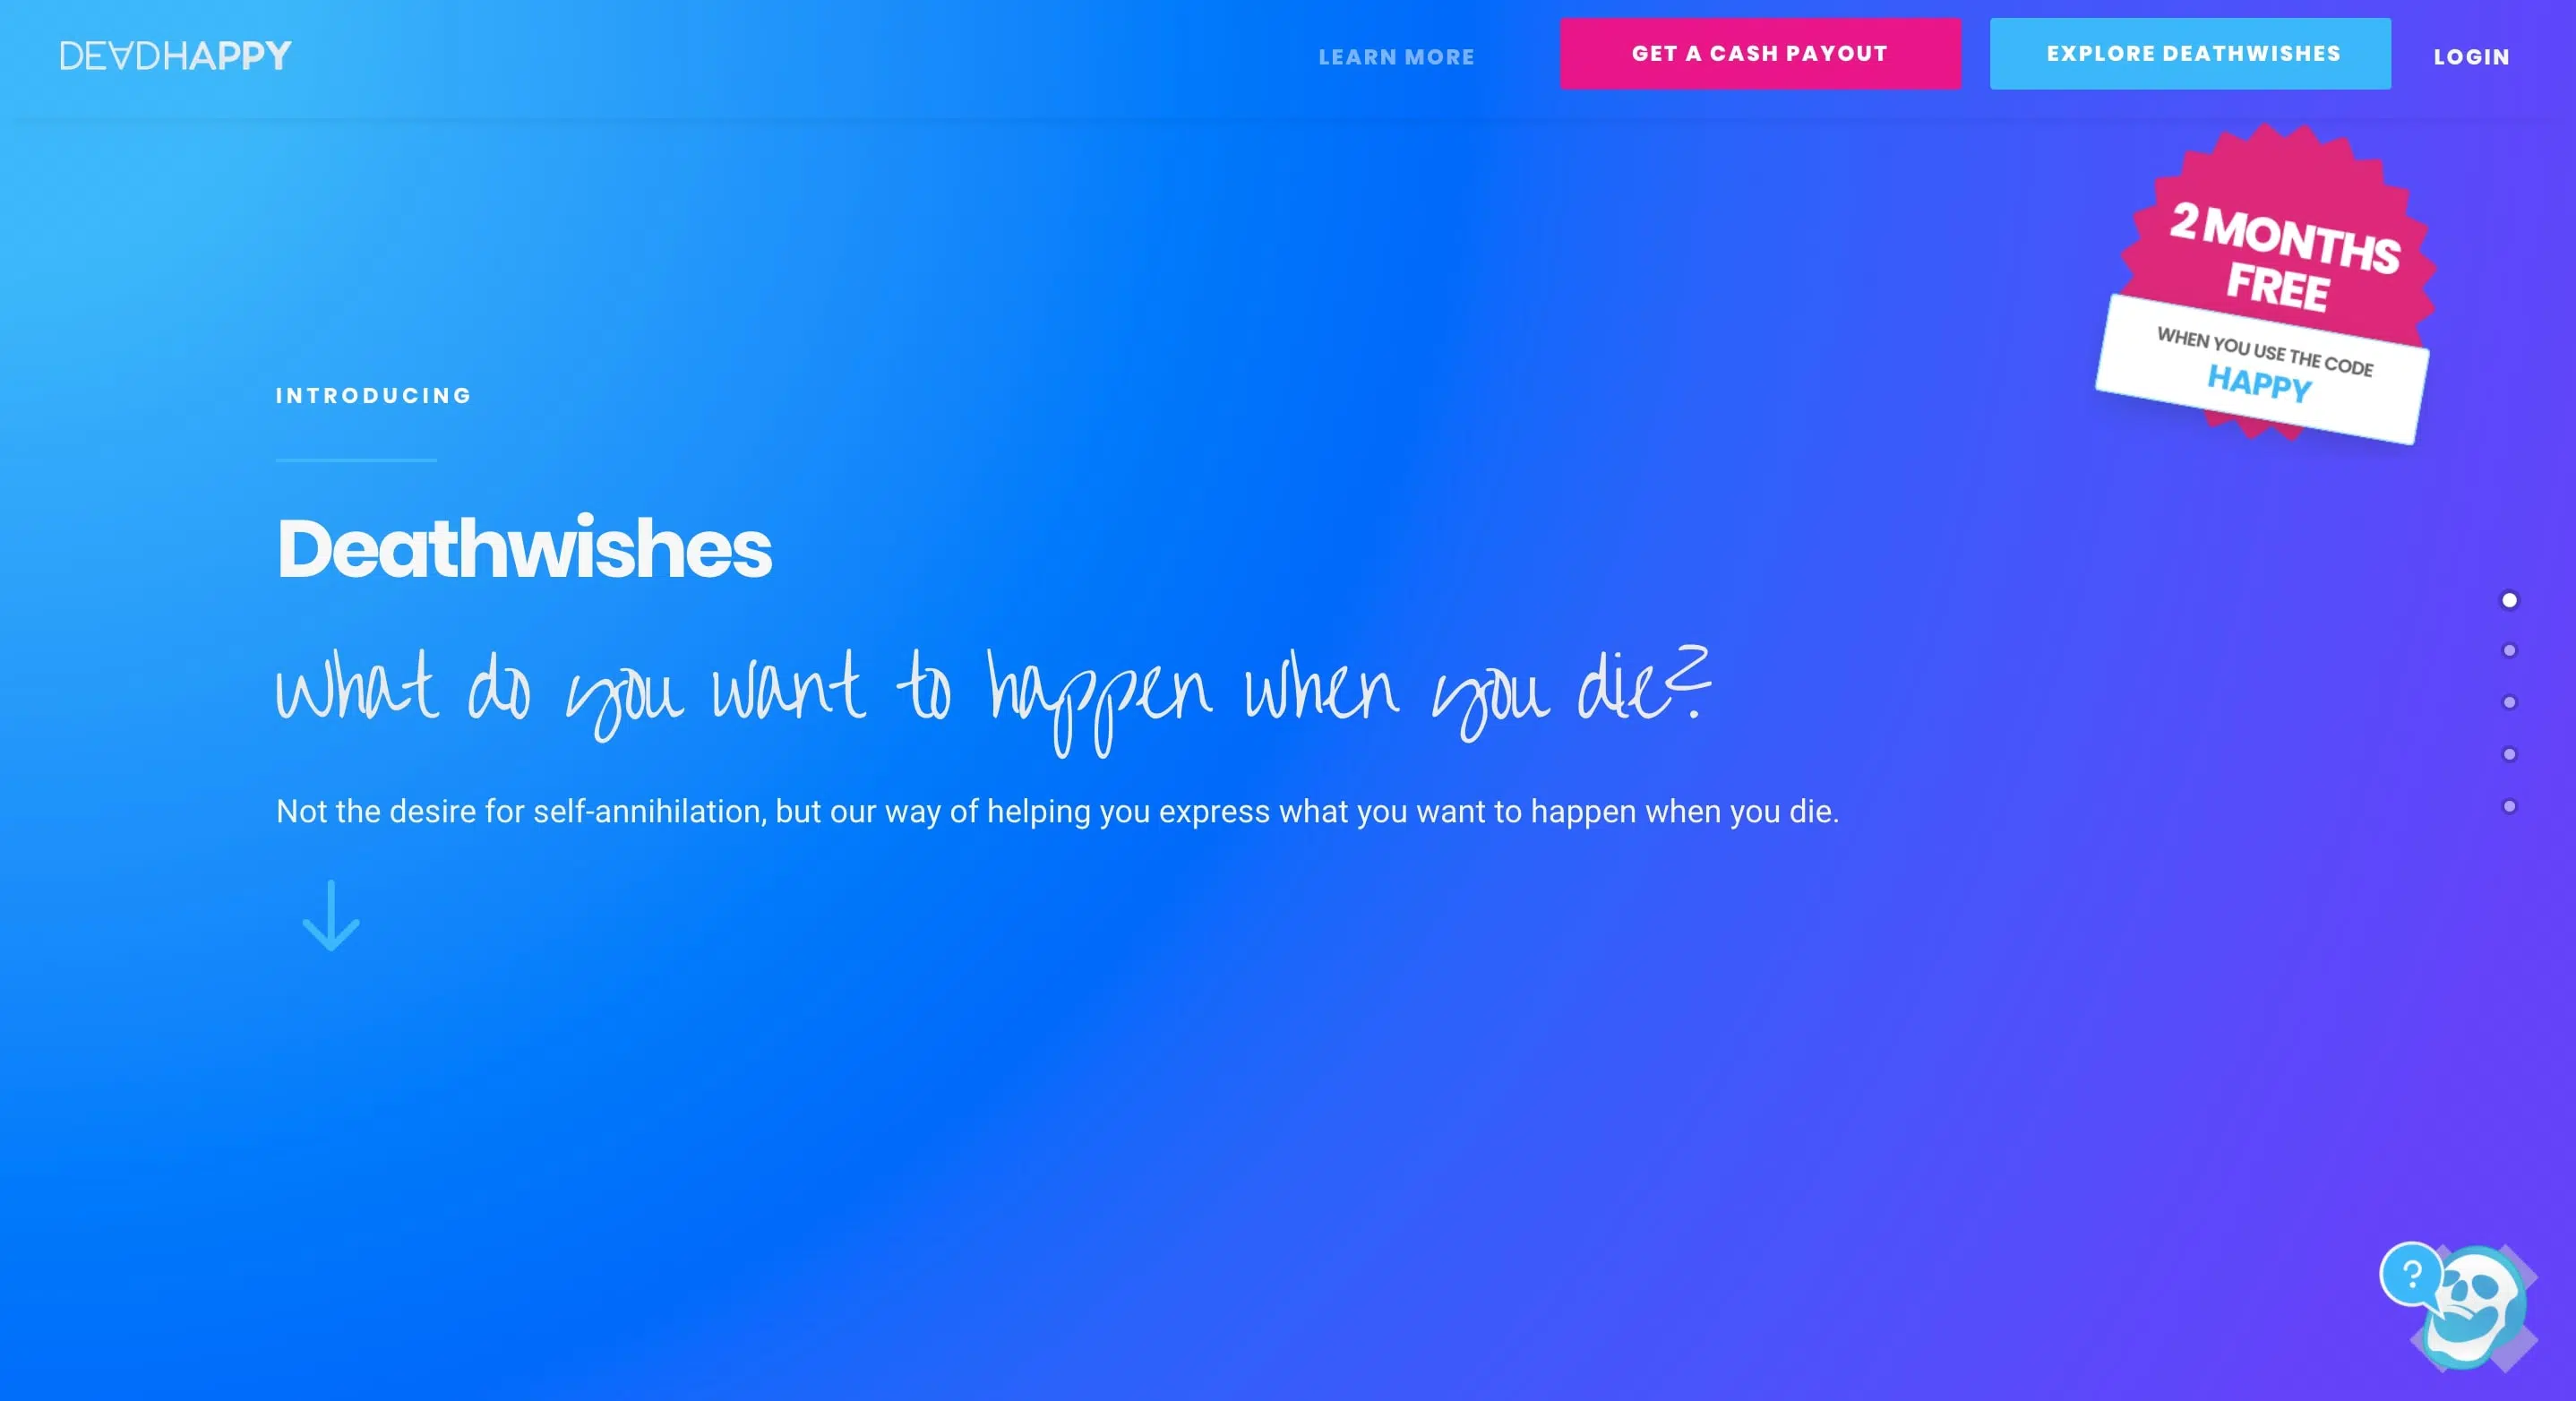 DEADHAPPY
LEARN MORE
GET A CASH PAYOUT
EXPLORE DEATHWISHES
LOGIN
2 MONTHS
FREE
WHEN YOU USE THE CODE
HAPPY
INTRODUCING
Deathwishes
what do you want to happen when you die?
Not the desire for self-annihilation, but our way of helping you express what you want to happen when you die.
?